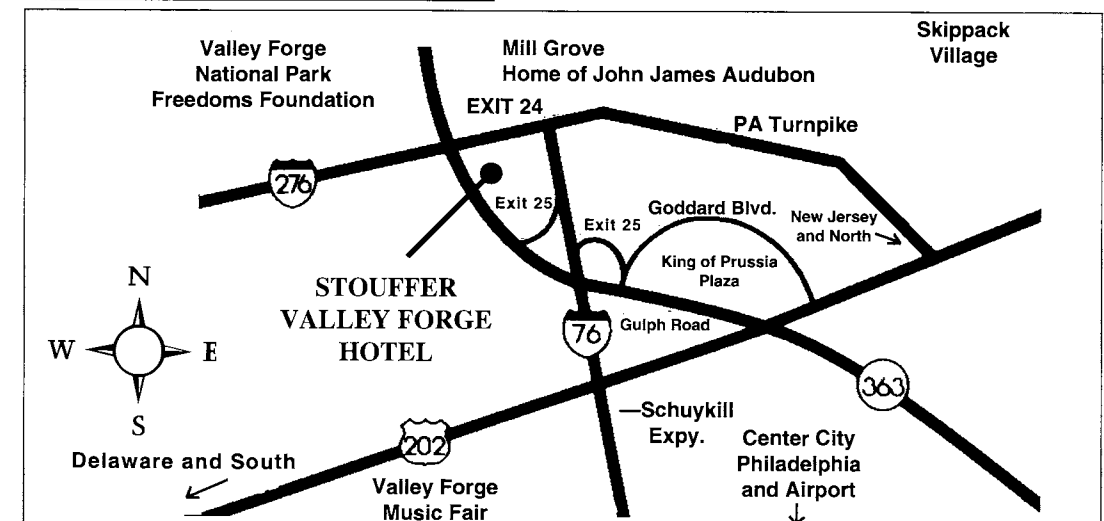 Skippack
Village
Valley Forge
National Park
Freedoms Foundation
Mill Grove
Home of John James Audubon
EXIT 24
PA Turnpike
276
Exit 25
Exit 25
Goddard Blvd.
New Jersey
and North
King of Prussia
Plaza
STOUFFER
VALLEY FORGE
HOTEL
N
W
E
S
76
Gulph Road
363
Schuykill
Expy.
202
Delaware and South
Valley Forge
Music Fair
Center City
Philadelphia
and Airport